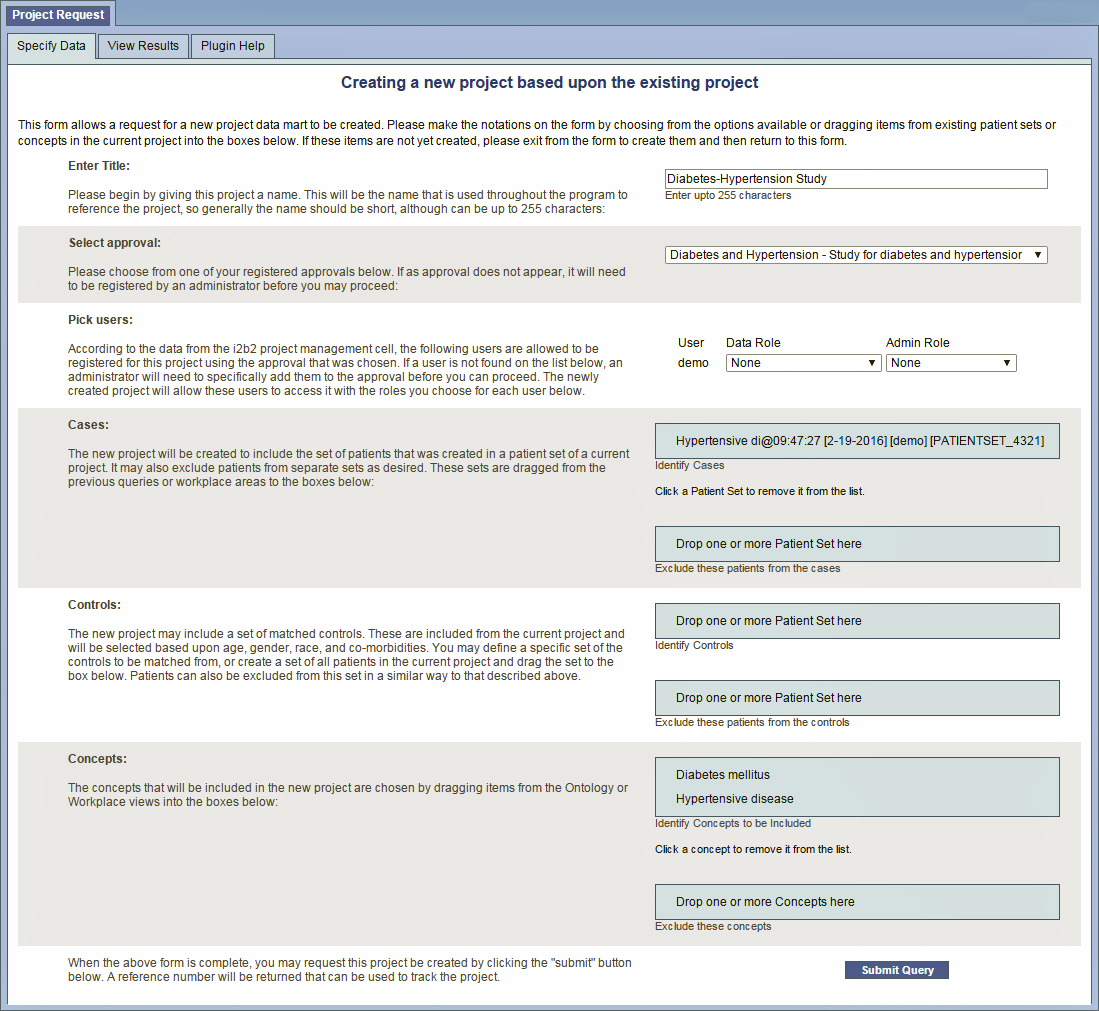 Project Request
Specify Data
View Results
Plugin Help
Creating a new project based upon the existing project
This form allows a request for a new project data mart to be created. Please make the notations on the form by choosing from the options available or dragging items from existing patient sets or
concepts in the current project into the boxes below. If these items are not yet created, please exit from the form to create them and then return to this form.
Enter Title:
Please begin by giving this project a name. This will be the name that is used throughout the program to
reference the project, so generally the name should be short, although can be up to 255 characters:
Diabetes-Hypertension Study
Enter upto 255 characters
Select approval:
Please choose from one of your registered approvals below. If as approval does not appear, it will need
to be registered by an administrator before you may proceed:
Diabetes and Hypertension - Study for diabetes and hypertensior
Pick users:
According to the data from the i2b2 project management cell, the following users are allowed to be
registered for this project using the approval that was chosen. If a user is not found on the list below, an
administrator will need to specifically add them to the approval before you can proceed. The newly
created project will allow these users to access it with the roles you choose for each user below.
User Data Role Admin Role
demo None None
Cases:
The new project will be created to include the set of patients that was created in a patient set of a current
project. It may also exclude patients from separate sets as desired. These sets are dragged from the
previous queries or workplace areas to the boxes below:
Hypertensive di@09:47:27 [2-19-2016] [demo] [PATIENTSET_4321]
Identify Cases
Click a Patient Set to remove it from the list.
Drop one or more Patient Set here
Exclude these patients from the cases
Controls:
The new project may include a set of matched controls. These are included from the current project and
will be selected based upon age, gender, race, and co-morbidities. You may define a specific set of the
controls to be matched from, or create a set of all patients in the current project and drag the set to the
box below. Patients can also be excluded from this set in a similar way to that described above.
Drop one or more Patient Set here
Identify Controls
Drop one or more Patient Set here
Exclude these patients from the controls
Concepts:
The concepts that will be included in the new project are chosen by dragging items from the Ontology or
Workplace views into the boxes below:
Diabetes mellitus
Hypertensive disease
Identify Concepts to be Included
Click a concept to remove it from the list.
Drop one or more Concepts here
Exclude these concepts
When the above form is complete, you may request this project be created by clicking the "submit" button
below. A reference number will be returned that can be used to track the project.
Submit Query